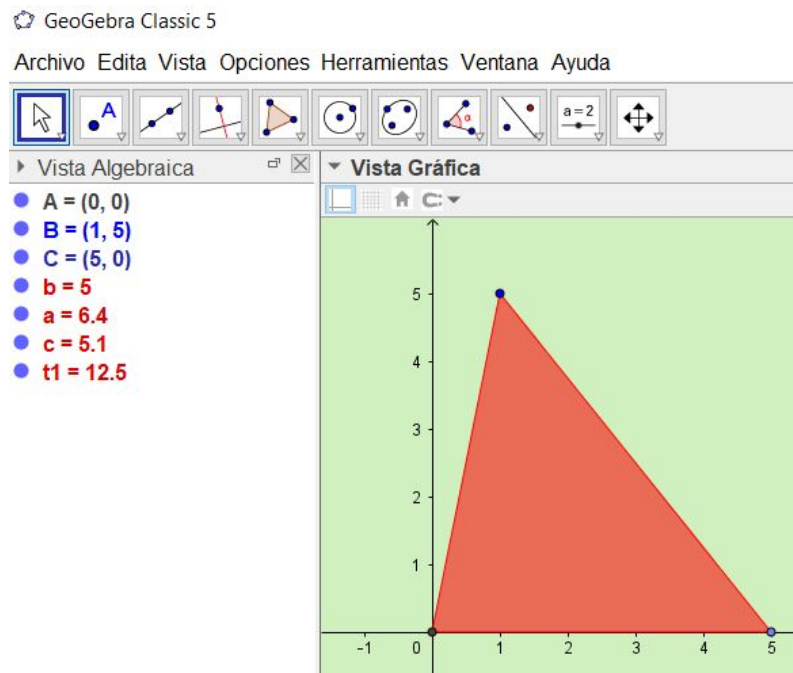 GeoGebra Classic 5
Archivo Edita Vista Opciones Herramientas Ventana Ayuda
A
α
a=2
Vista Algebraica
Vista Gráfica
A = (0, 0)
B = (1, 5)
C = (5, 0)
b = 5
a = 6.4
c = 5.1
t1 = 12.5
5
4
3
2
1
-1 0 1 2 3 4 5